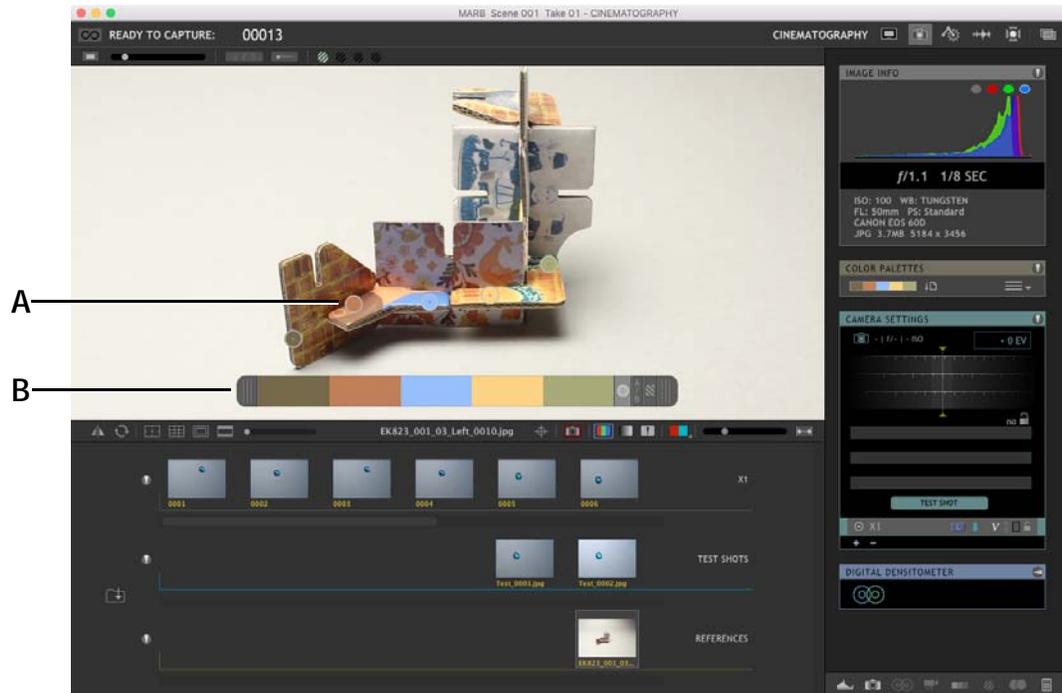 MARB Scene 001 Take 01 - CINEMATOGRAPHY
READY TO CAPTURE: 00013
CINEMATOGRAPHY
A
B
IMAGE INFO
f/1.1 1/8 SEC
ISO: 100 WB: TUNGSTEN
FL: 50mm PS: Standard
CANON EOS 60D
JPG 3.7MB 5184 x 3456
COLOR PALETTES
CAMERA SETTINGS
- | f/- | - ISO
+ 0 EV
TEST SHOT
X1
DIGITAL DENSITOMETER
EK823_001_03_Left_0010.jpg
0001 0002 0003 0004 0005 0006
X1
TEST SHOTS
Test_0001.jpg Test_0002.jpg
REFERENCES
EK823_001_03...